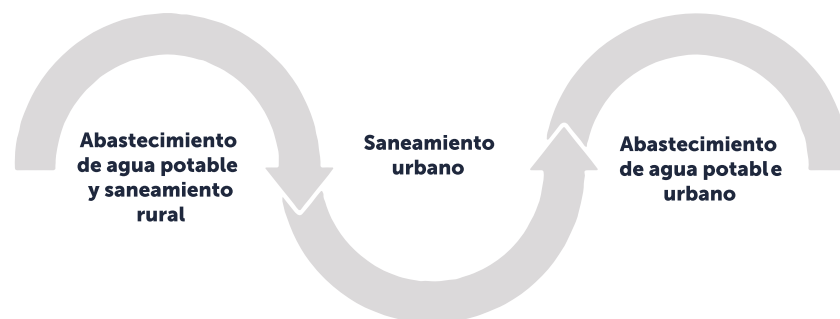 Abastecimiento
de agua potable
y saneamiento
rural
Saneamiento
urbano
Abastecimiento
de agua potable
urbano